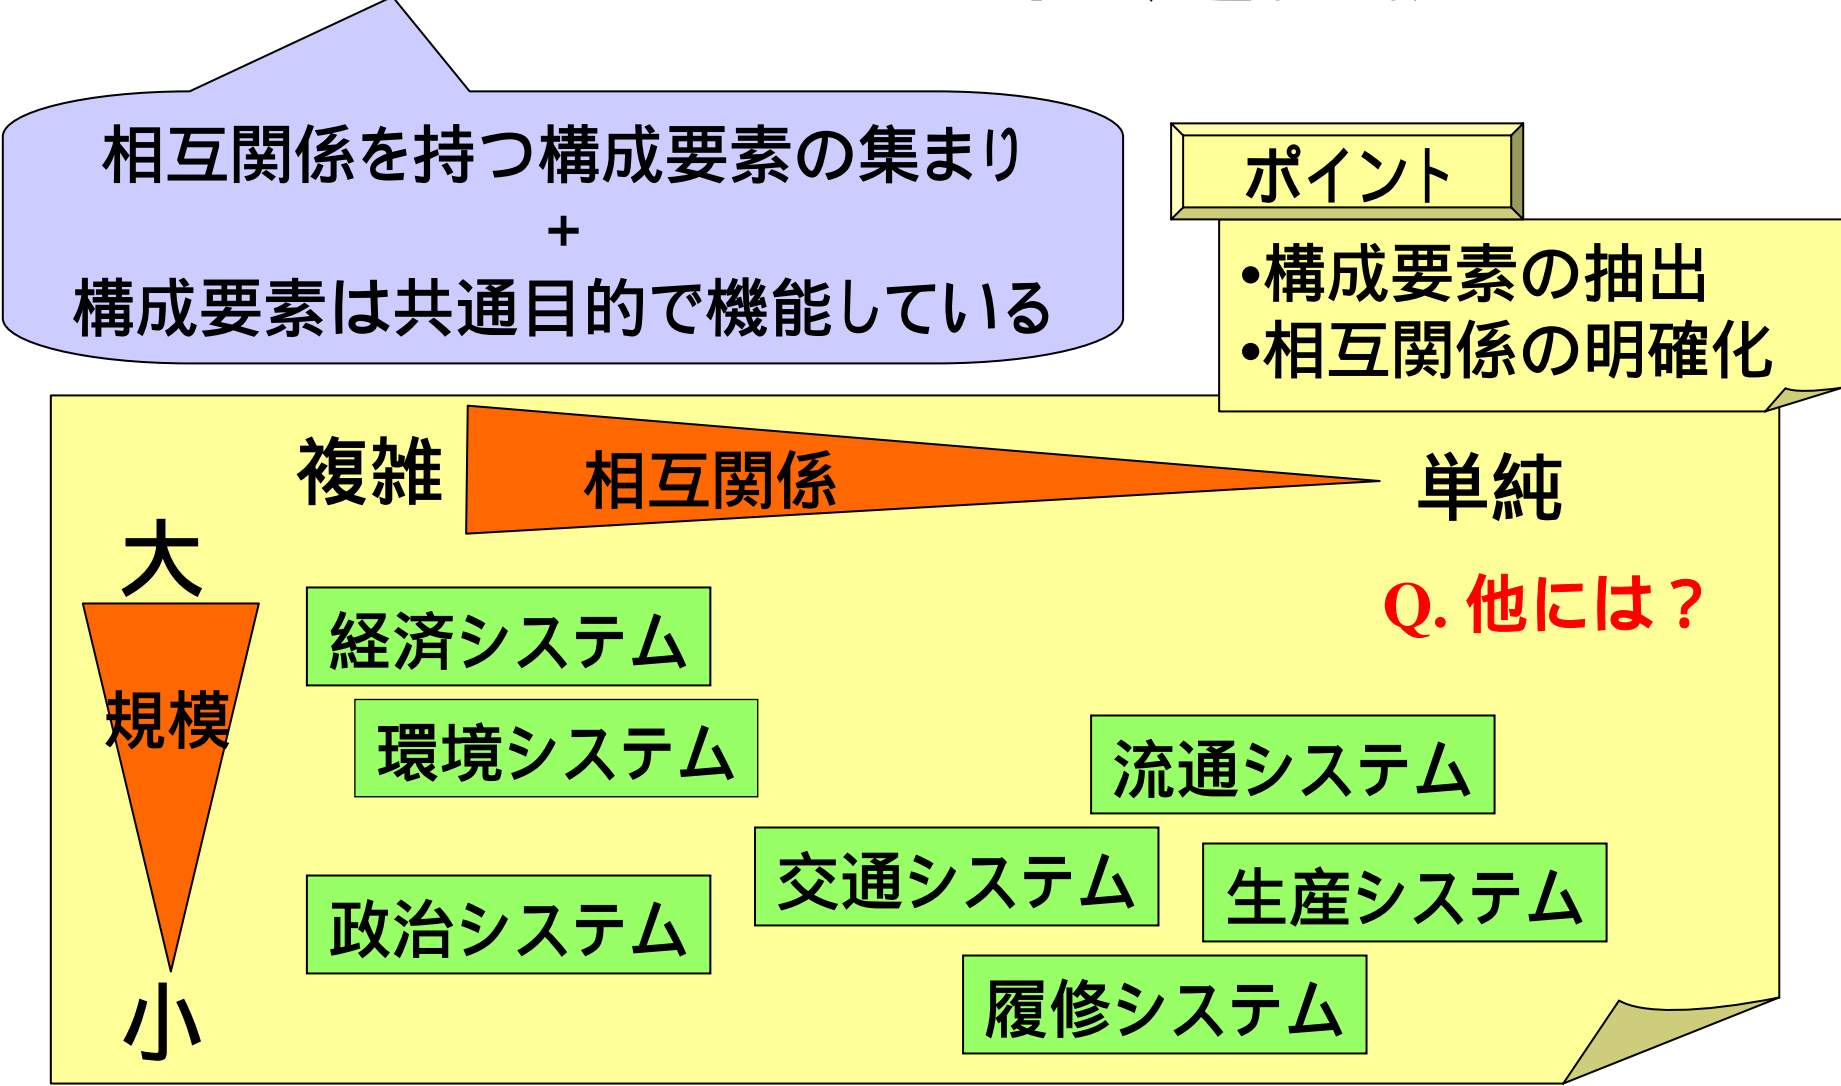 相互関係を持つ構成要素の集まり
+
構成要素は共通目的で機能している
ポイント
•構成要素の抽出
•相互関係の明確化
複雑
相互関係
単純
大
規模
小
Q. 他には？
経済システム
環境システム
流通システム
交通システム
生産システム
政治システム
履修システム